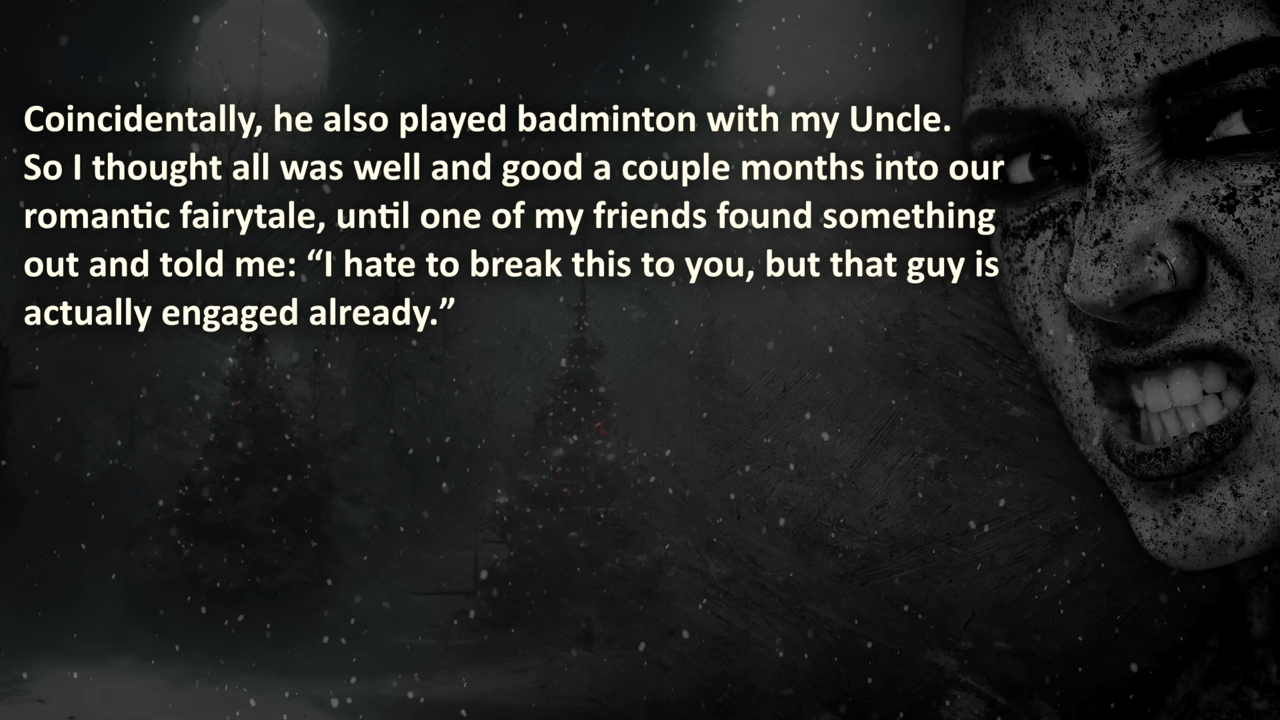 Coincidentally, he also played badminton with my Uncle.
So I thought all was well and good a couple months into our
romantic fairytale, until one of my friends found something
out and told me: “I hate to break this to you, but that guy is
actually engaged already.”